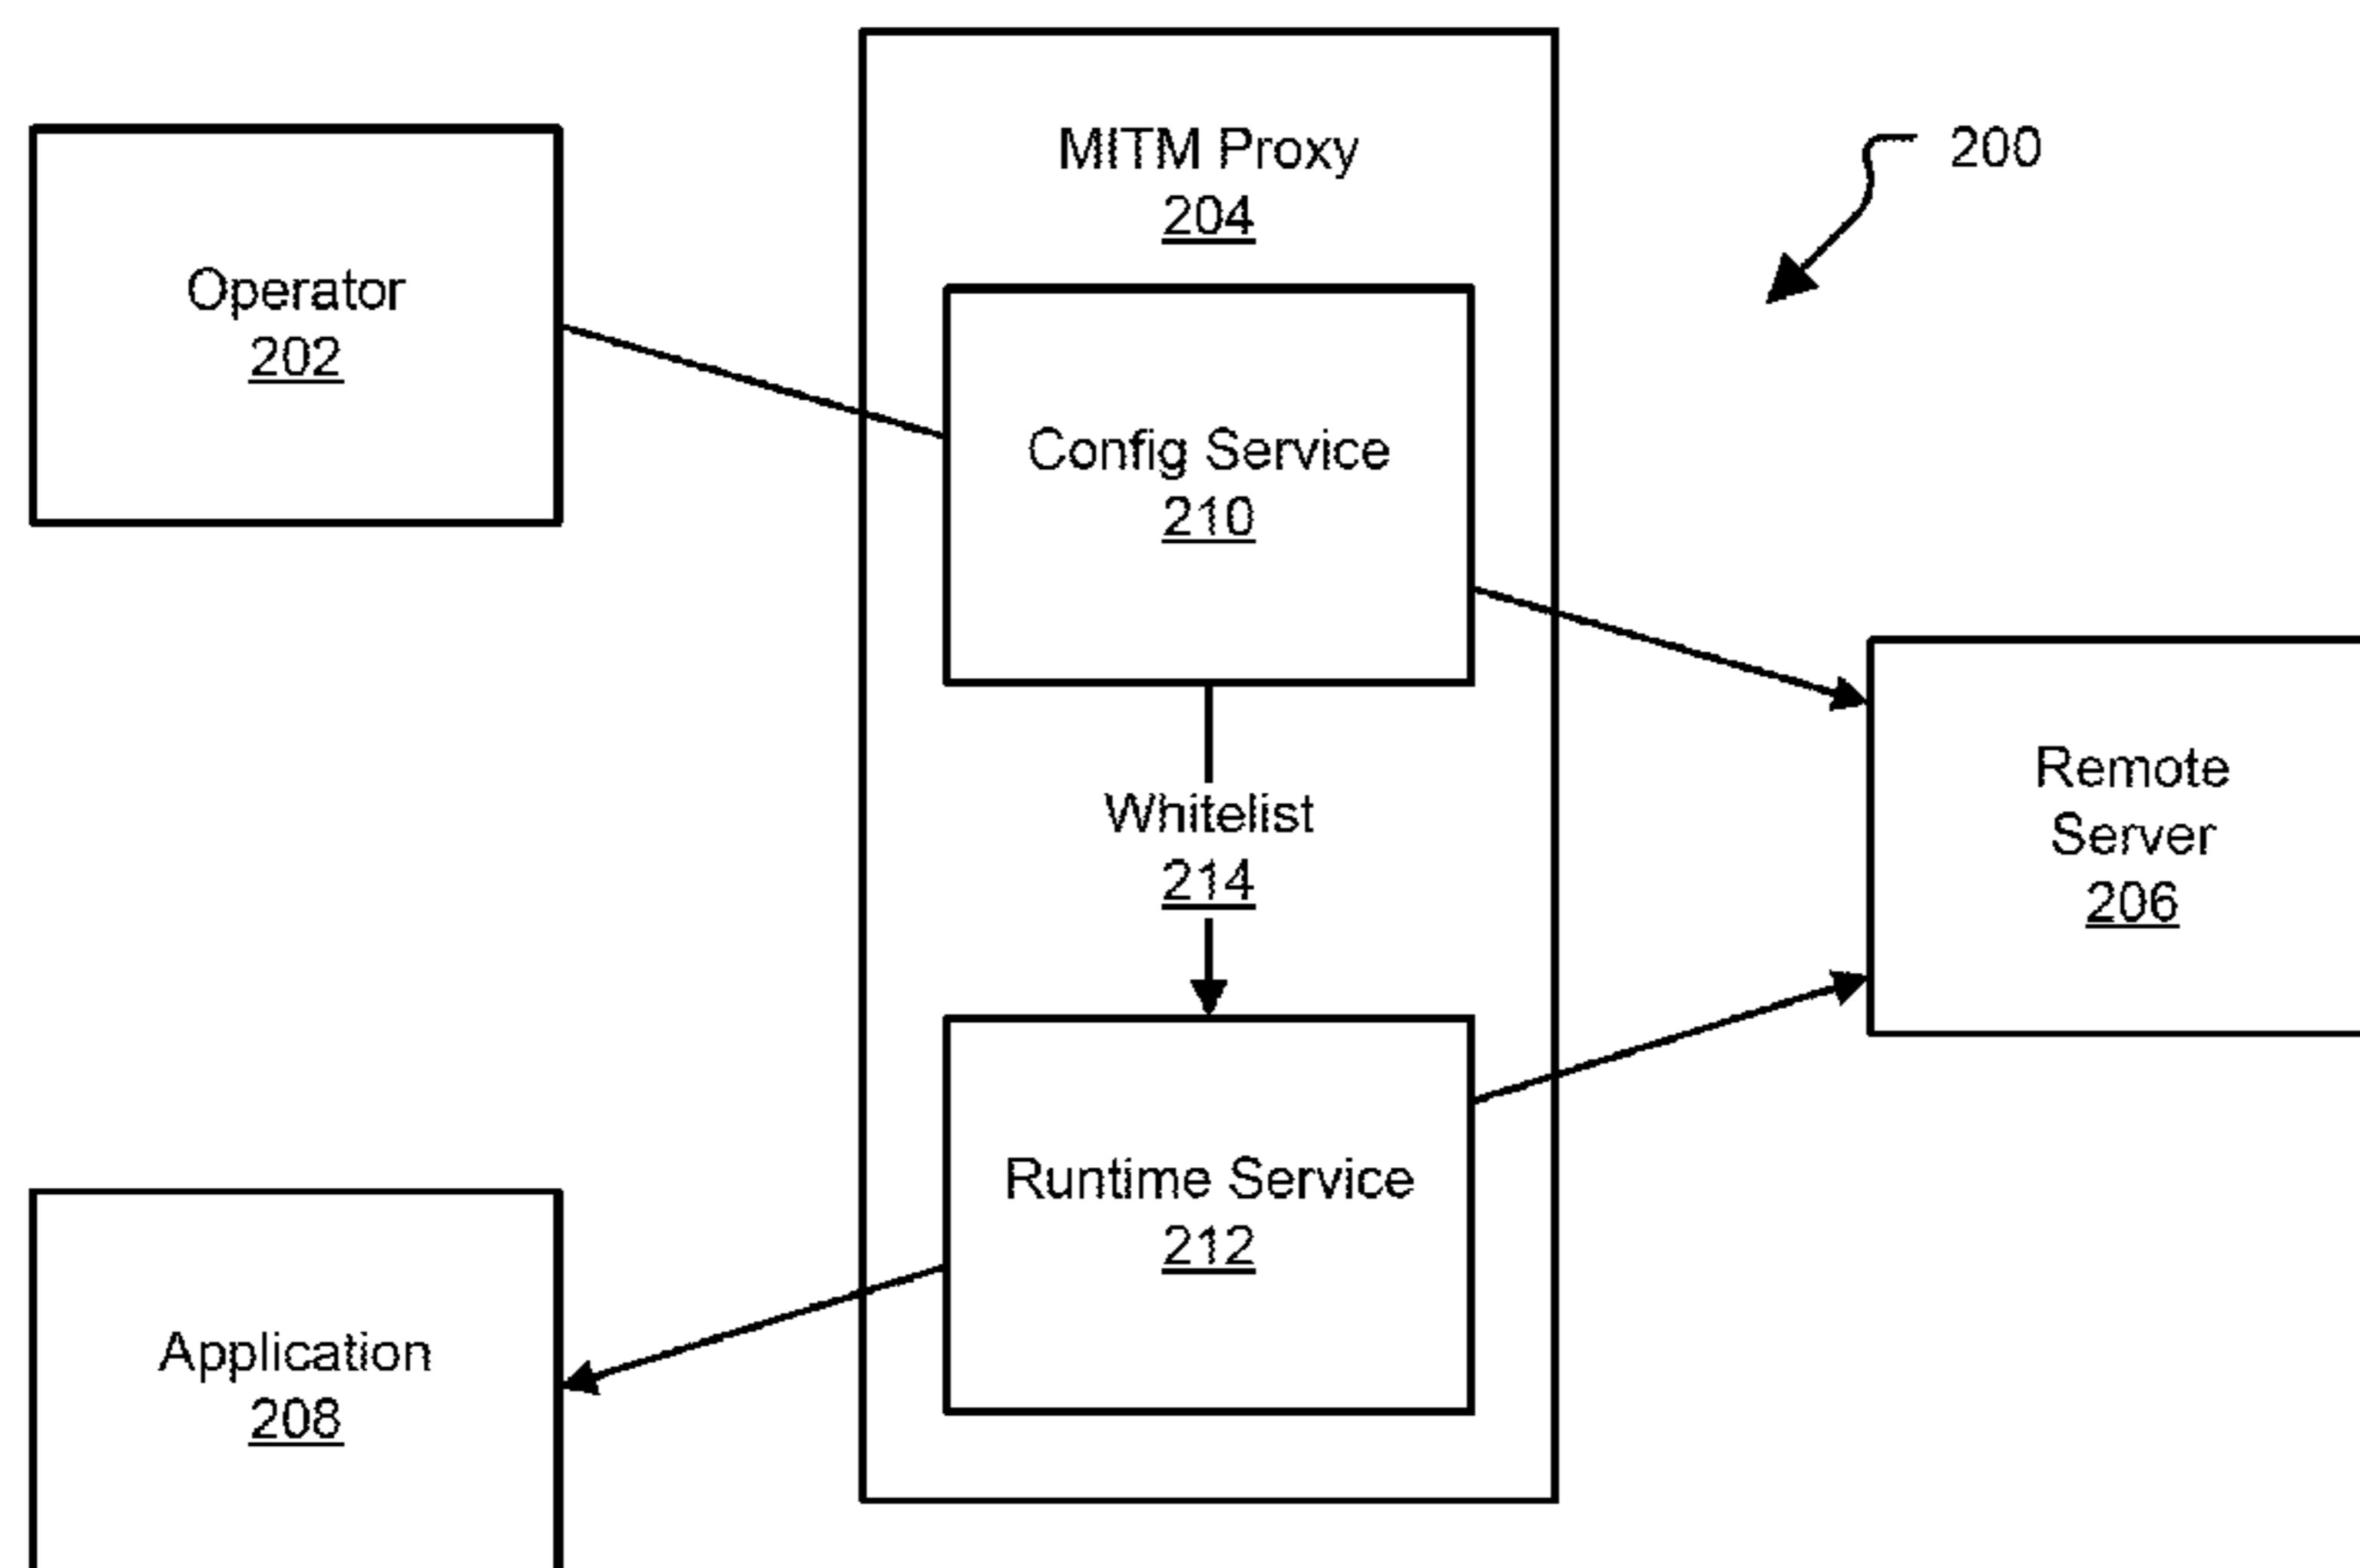 MITM Proxy
204
200
Operator
202
Config Service
210
Remote
Server
206
Whitelist
214
Runtime Service
212
Application
208